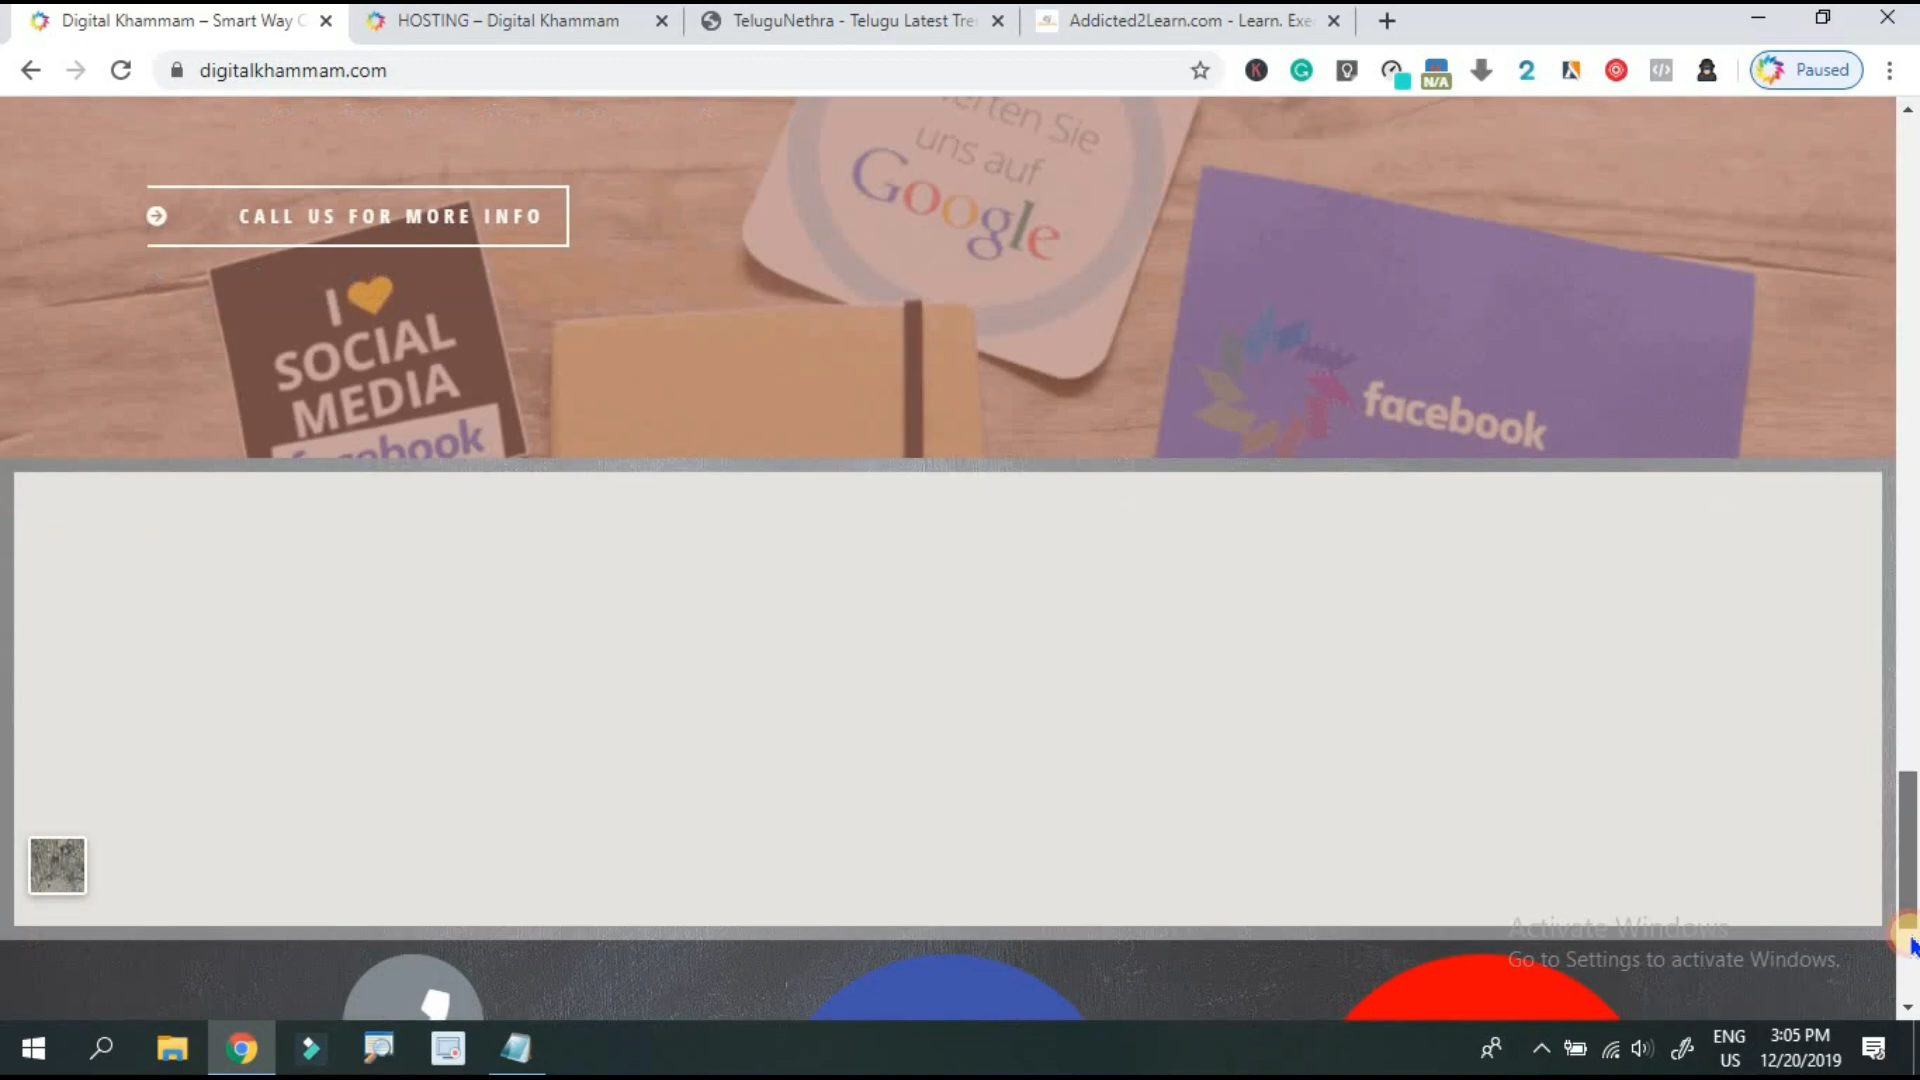 Digital Khammam – Smart Way C
HOSTING – Digital Khammam
TeluguNethra - Telugu Latest Tre
Addicted2Learn.com - Learn. Exe
digitalkhammam.com
N/A
2
Paused
Sie
uns auf
Google
CALL US FOR MORE INFO
I
SOCIAL
MEDIA
facebook
facebook
Activate Windows
Go to Settings to activate Windows.
ENG
US
3:05 PM
12/20/2019